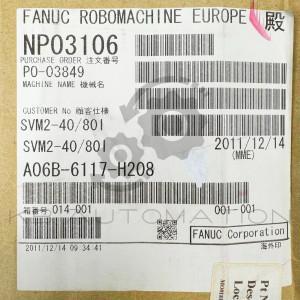 FANUC ROBOMACHINE EUROPE 殿
NP03106
PURCHASE ORDER 注文番号
PO-03849
MACHINE NAME 機械名
CUSTOMER No 顧客仕様
SVM2-40/80I
SVM2-40/80I
2011/12/14
(MME)
A06B-6117-H208
箱番号 014-001
001-001
AUTOMATION
FANUC Corporation
2011/12/14 09 34 41
海外印